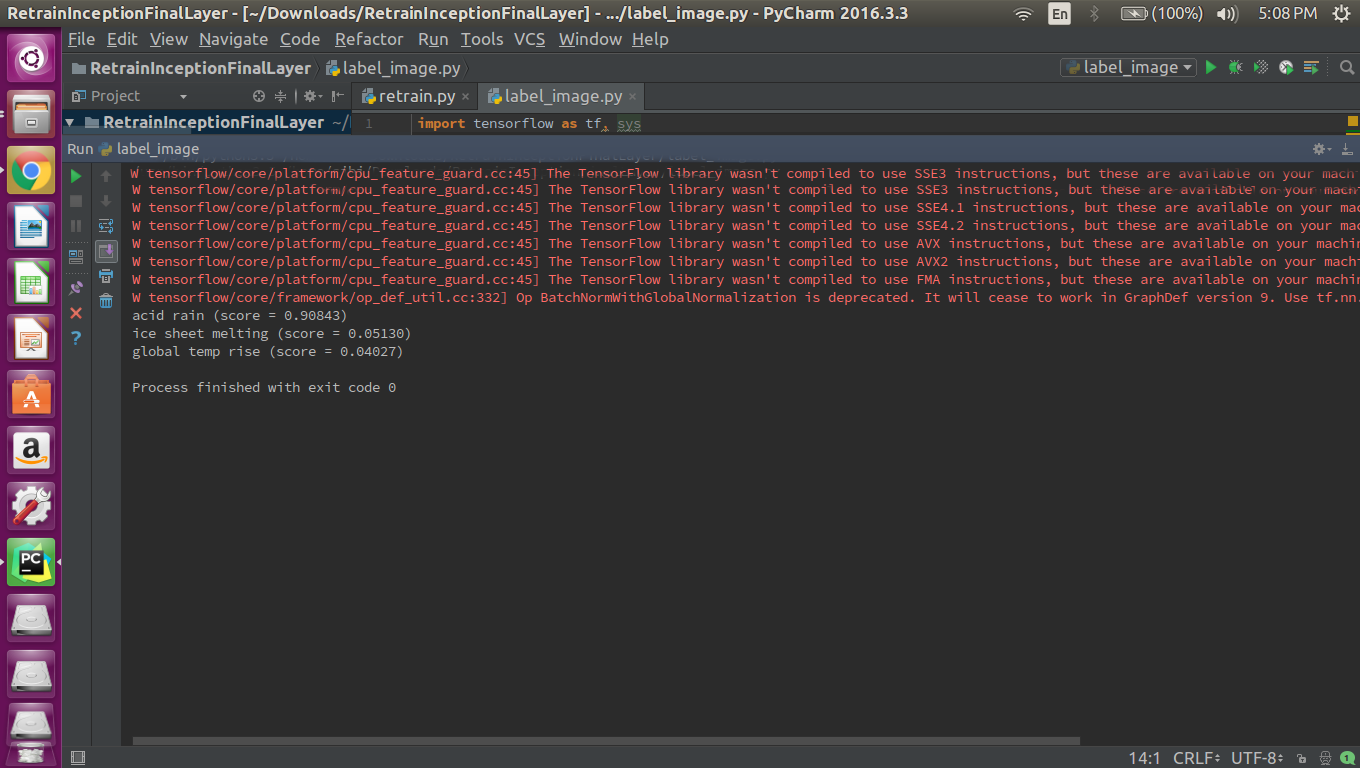 RetrainInceptionFinalLayer - [~/Downloads/RetrainInceptionFinalLayer] - .../label_image.py - PyCharm 2016.3.3
En (100%) 5:08 PM
File Edit View Navigate Code Refactor Run Tools VCS Window Help
RetrainInceptionFinalLayer label_image.py label_image
Project retrain.py × label_image.py ×
RetrainInceptionFinalLayer ~/ 1 import tensorflow as tf, sys
Run label_image
W tensorflow/core/platform/cpu_feature_guard.cc:45] The TensorFlow library wasn't compiled to use SSE3 instructions, but these are available on your mach
W tensorflow/core/platform/cpu_feature_guard.cc:45] The TensorFlow library wasn't compiled to use SSE3 instructions, but these are available on your machi
W tensorflow/core/platform/cpu_feature_guard.cc:45] The TensorFlow library wasn't compiled to use SSE4.1 instructions, but these are available on your mac
W tensorflow/core/platform/cpu_feature_guard.cc:45] The TensorFlow library wasn't compiled to use SSE4.2 instructions, but these are available on your mac
W tensorflow/core/platform/cpu_feature_guard.cc:45] The TensorFlow library wasn't compiled to use AVX instructions, but these are available on your machin
W tensorflow/core/platform/cpu_feature_guard.cc:45] The TensorFlow library wasn't compiled to use AVX2 instructions, but these are available on your machi
W tensorflow/core/platform/cpu_feature_guard.cc:45] The TensorFlow library wasn't compiled to use FMA instructions, but these are available on your machin
W tensorflow/core/framework/op_def_util.cc:332] Op BatchNormWithGlobalNormalization is deprecated. It will cease to work in GraphDef version 9. Use tf.nn.
acid rain (score = 0.90843)
ice sheet melting (score = 0.05130)
global temp rise (score = 0.04027)
Process finished with exit code 0
14:1 CRLF UTF-8 1